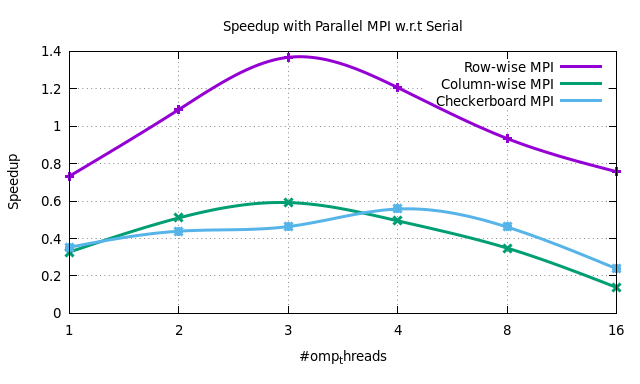 Speedup with Parallel MPI w.r.t Serial
1.4
1.2
1
0.8
0.6
0.4
0.2
0
Speedup
Row-wise MPI
Column-wise MPI
Checkerboard MPI
1 2 3 4 8 16
#omp_threads